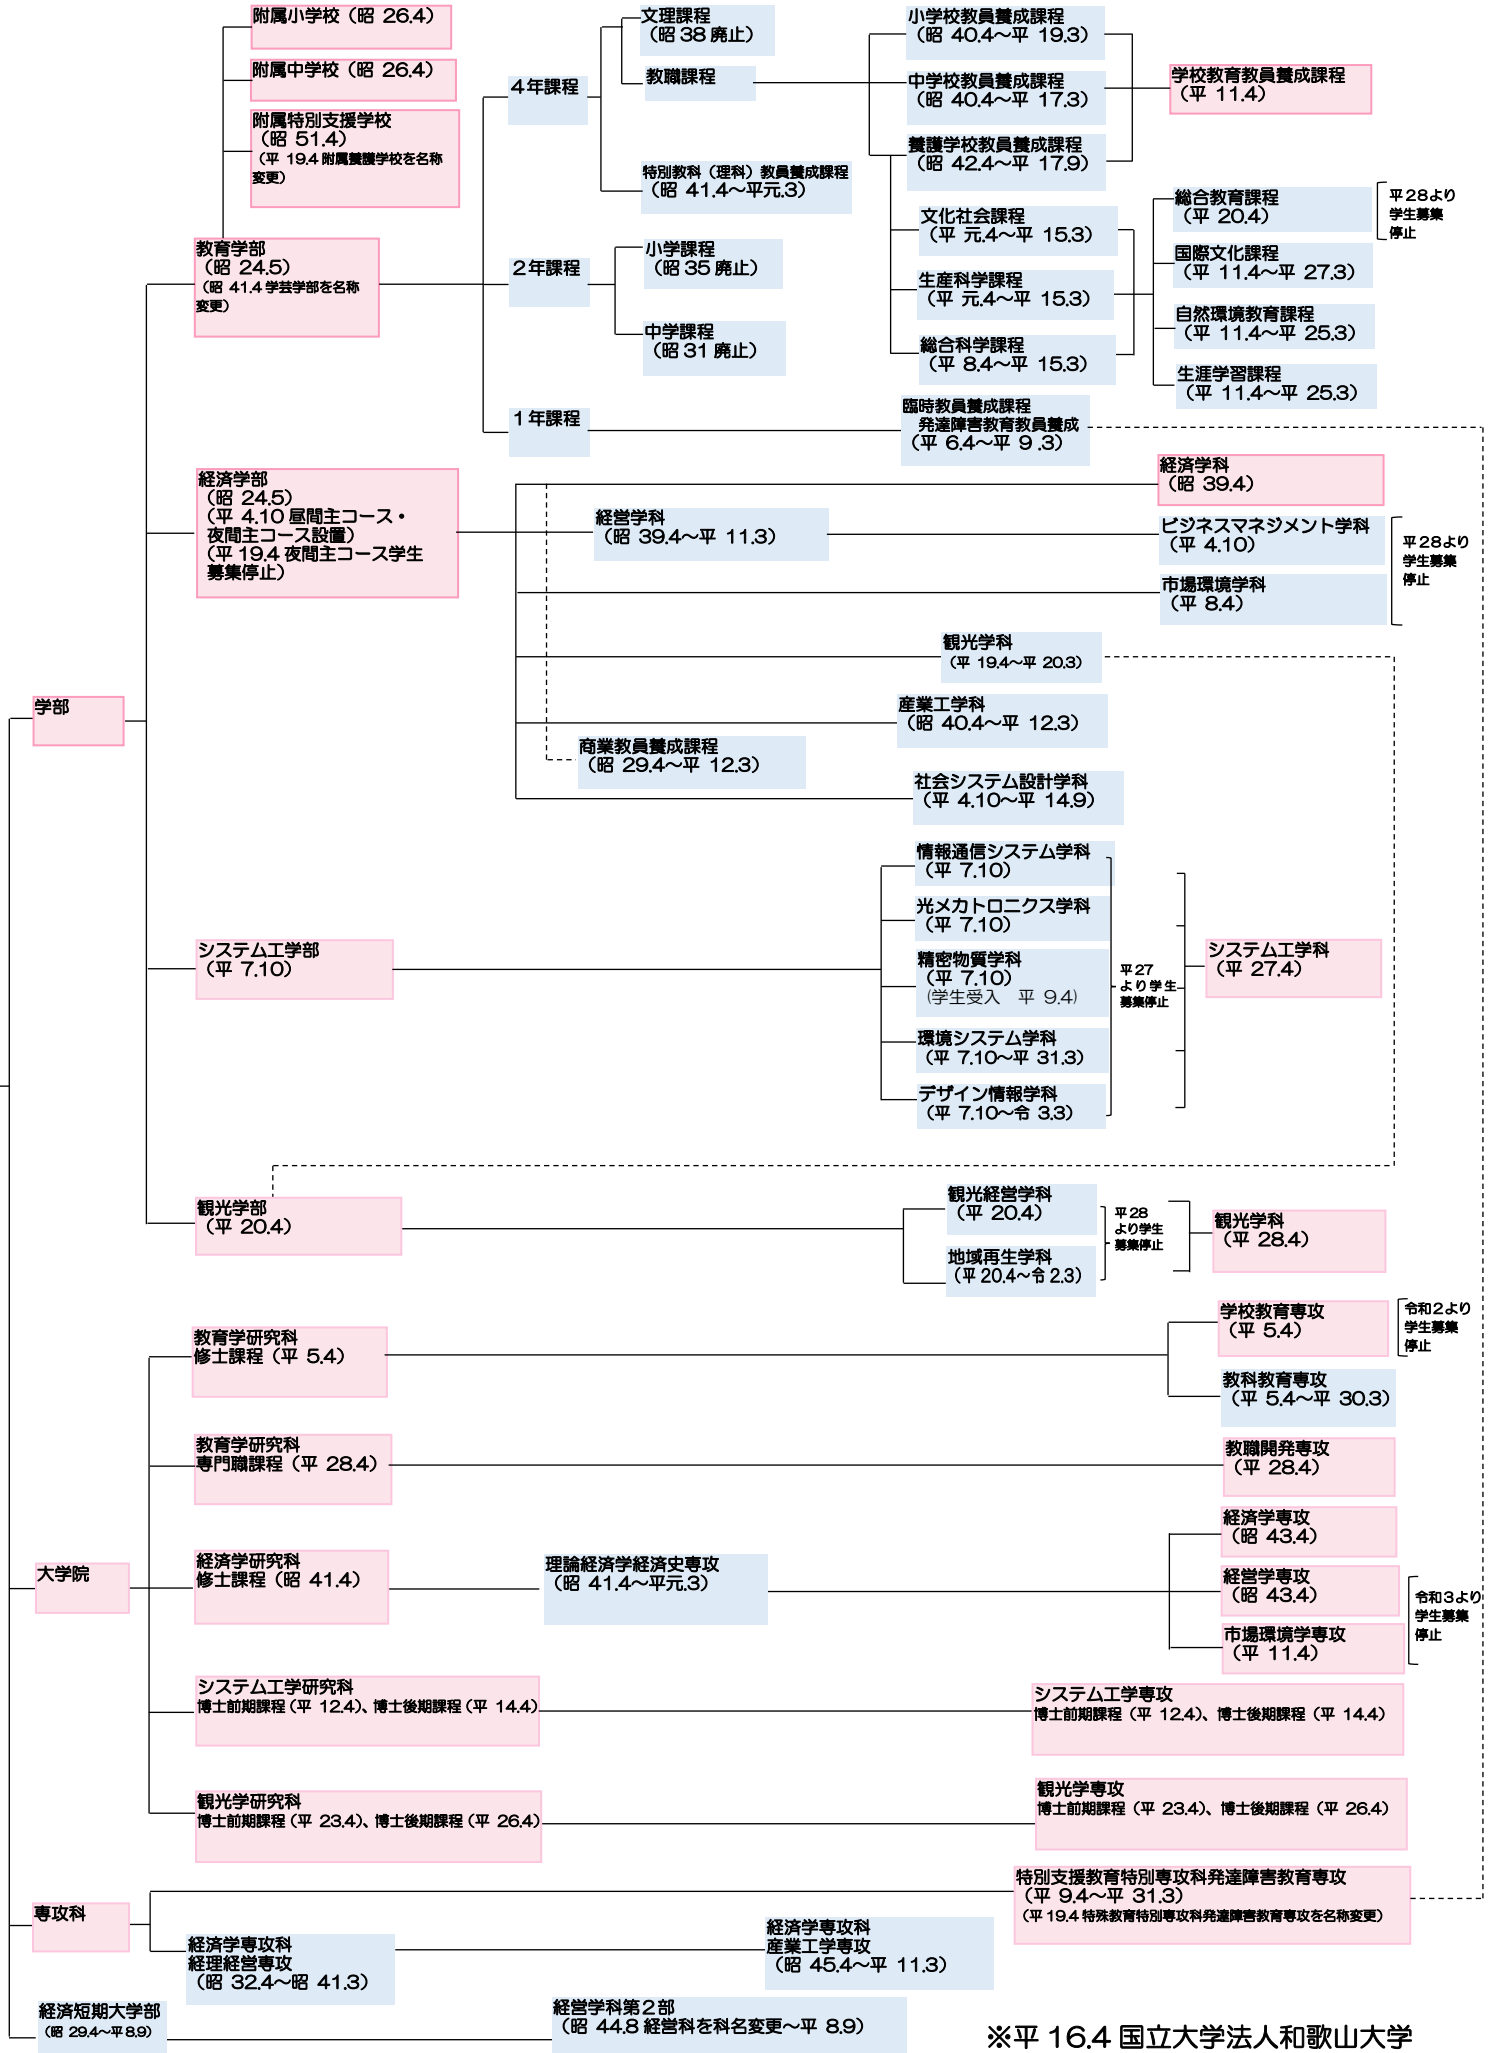 附属小学校（昭 26.4）
附属中学校（昭 26.4）
附属特別支援学校
（昭 51.4）
（平 19.4 附属養護学校を名称
変更）
教育学部
（昭 24.5）
（昭 41.4 学芸学部を名称
変更）
4年課程
文理課程
（昭 38 廃止）
教職課程
特別教科（理科）教員養成課程
（昭 41.4～平元.3）
2年課程
小学課程
（昭 35 廃止）
中学課程
（昭 31 廃止）
1年課程
小学校教員養成課程
（昭 40.4～平 19.3）
中学校教員養成課程
（昭 40.4～平 17.3）
養護学校教員養成課程
（昭 42.4～平 17.9）
学校教育教員養成課程
（平 11.4）
文化社会課程
（平 元.4～平 15.3）
生産科学課程
（平 元.4～平 15.3）
総合科学課程
（平 8.4～平 15.3）
総合教育課程
（平 20.4）
平28より
学生募集
停止
国際文化課程
（平 11.4～平 27.3）
自然環境教育課程
（平 11.4～平 25.3）
生涯学習課程
（平 11.4～平 25.3）
臨時教員養成課程
発達障害教育教員養成
（平 6.4～平 9 .3）
経済学部
（昭 24.5）
（平 4.10 昼間主コース・
夜間主コース設置）
（平 19.4 夜間主コース学生
募集停止）
経済学科
（昭 39.4）
経営学科
（昭 39.4～平 11.3）
ビジネスマネジメント学科
（平 4.10）
市場環境学科
（平 8.4）
平28より
学生募集
停止
観光学科
（平 19.4～平 20.3）
産業工学科
（昭 40.4～平 12.3）
商業教員養成課程
（昭 29.4～平 12.3）
社会システム設計学科
（平 4.10～平 14.9）
学部
システム工学部
（平 7.10）
情報通信システム学科
（平 7.10）
光メカトロニクス学科
（平 7.10）
精密物質学科
（平 7.10）
（学生受入　平 9.4）
環境システム学科
（平 7.10～平 31.3）
デザイン情報学科
（平 7.10～令 3.3）
平27
より学生
募集停止
システム工学科
（平 27.4）
観光学部
（平 20.4）
観光経営学科
（平 20.4）
地域再生学科
（平 20.4～令 2.3）
平28
より学生
募集停止
観光学科
（平 28.4）
大学院
教育学研究科
修士課程（平 5.4）
学校教育専攻
（平 5.4）
令和2より
学生募集
停止
教科教育専攻
（平 5.4～平 30.3）
教育学研究科
専門職課程（平 28.4）
教職開発専攻
（平 28.4）
経済学研究科
修士課程（昭 41.4）
理論経済学経済史専攻
（昭 41.4～平元.3）
経済学専攻
（昭 43.4）
経営学専攻
（昭 43.4）
市場環境学専攻
（平 11.4）
令和3より
学生募集
停止
システム工学研究科
博士前期課程（平 12.4）、博士後期課程（平 14.4）
システム工学専攻
博士前期課程（平 12.4）、博士後期課程（平 14.4）
観光学研究科
博士前期課程（平 23.4）、博士後期課程（平 26.4）
観光学専攻
博士前期課程（平 23.4）、博士後期課程（平 26.4）
専攻科
特別支援教育特別専攻科発達障害教育専攻
（平 9.4～平 31.3）
（平 19.4 特殊教育特別専攻科発達障害教育専攻を名称変更）
経済学専攻科
経理経営専攻
（昭 32.4～昭 41.3）
経済学専攻科
産業工学専攻
（昭 45.4～平 11.3）
経済短期大学部
（昭 29.4～平 8.9）
経営学科第2部
（昭 44.8 経営科を科名変更～平 8.9）
※平 16.4 国立大学法人和歌山大学